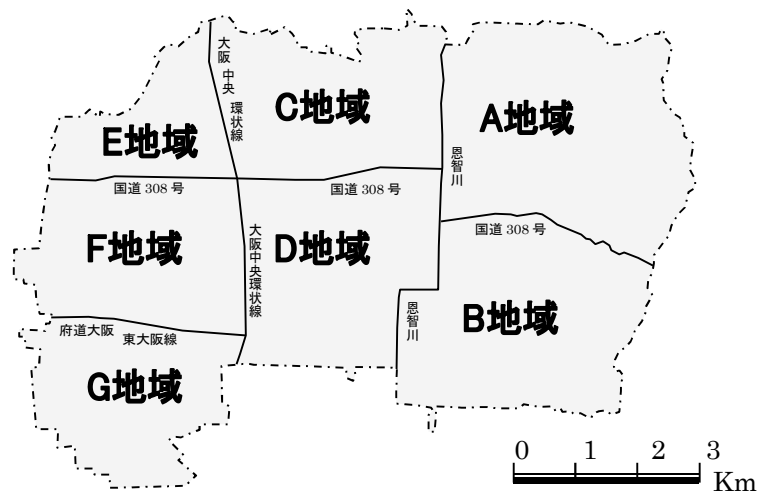 大阪中央環状線
C地域
A地域
E地域
恩智川
国道 308 号
国道 308 号
国道 308 号
F地域
大阪中央環状線
D地域
恩智川
B地域
府道大阪
東大阪線
G地域
0 1 2 3
Km